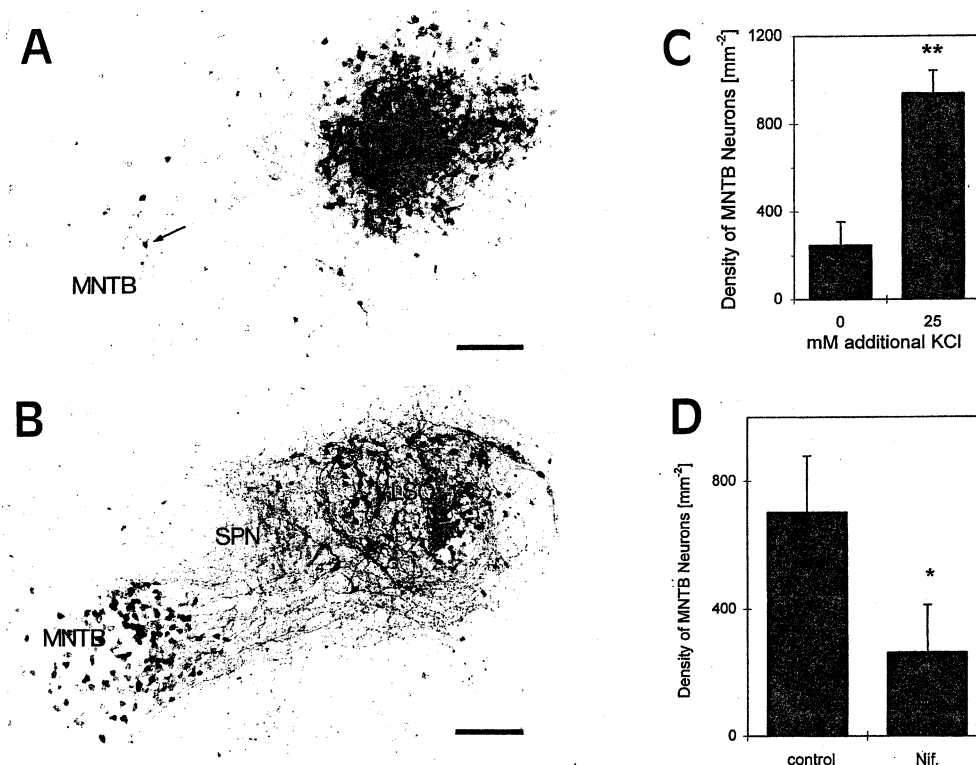 A
MNTB
B
SPN
LSO
MNTB
C
Density of MNTB Neurons [mm-2]
1200
800
400
0
**
0
25
mM additional KCl
D
Density of MNTB Neurons [mm-2]
800
400
0
*
control
Nif.